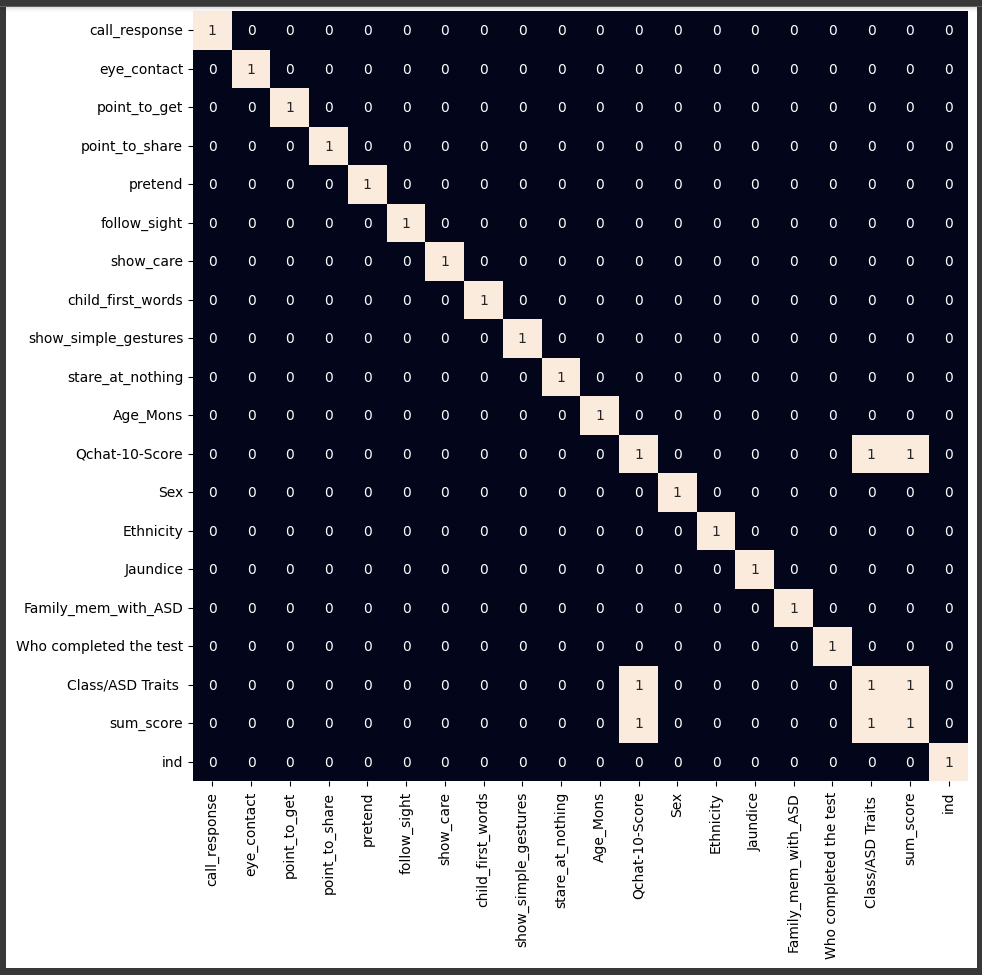 call_response 1 0 0 0 0 0 0 0 0 0 0 0 0 0 0 0 0 0 0 0
eye_contact 0 1 0 0 0 0 0 0 0 0 0 0 0 0 0 0 0 0 0 0
point_to_get 0 0 1 0 0 0 0 0 0 0 0 0 0 0 0 0 0 0 0 0
point_to_share 0 0 0 1 0 0 0 0 0 0 0 0 0 0 0 0 0 0 0 0
pretend 0 0 0 0 1 0 0 0 0 0 0 0 0 0 0 0 0 0 0 0
follow_sight 0 0 0 0 0 1 0 0 0 0 0 0 0 0 0 0 0 0 0 0
show_care 0 0 0 0 0 0 1 0 0 0 0 0 0 0 0 0 0 0 0 0
child_first_words 0 0 0 0 0 0 0 1 0 0 0 0 0 0 0 0 0 0 0 0
show_simple_gestures 0 0 0 0 0 0 0 0 1 0 0 0 0 0 0 0 0 0 0 0
stare_at_nothing 0 0 0 0 0 0 0 0 0 1 0 0 0 0 0 0 0 0 0 0
Age_Mons 0 0 0 0 0 0 0 0 0 0 1 0 0 0 0 0 0 0 0 0
Qchat-10-Score 0 0 0 0 0 0 0 0 0 0 0 1 0 0 0 0 0 1 1 0
Sex 0 0 0 0 0 0 0 0 0 0 0 0 1 0 0 0 0 0 0 0
Ethnicity 0 0 0 0 0 0 0 0 0 0 0 0 0 1 0 0 0 0 0 0
Jaundice 0 0 0 0 0 0 0 0 0 0 0 0 0 0 1 0 0 0 0 0
Family_mem_with_ASD 0 0 0 0 0 0 0 0 0 0 0 0 0 0 0 1 0 0 0 0
Who completed the test 0 0 0 0 0 0 0 0 0 0 0 0 0 0 0 0 1 0 0 0
Class/ASD Traits 0 0 0 0 0 0 0 0 0 0 0 1 0 0 0 0 0 1 1 0
sum_score 0 0 0 0 0 0 0 0 0 0 0 1 0 0 0 0 0 1 1 0
ind 0 0 0 0 0 0 0 0 0 0 0 0 0 0 0 0 0 0 0 1
call_response
eye_contact
point_to_get
point_to_share
pretend
follow_sight
show_care
child_first_words
show_simple_gestures
stare_at_nothing
Age_Mons
Qchat-10-Score
Sex
Ethnicity
Jaundice
Family_mem_with_ASD
Who completed the test
Class/ASD Traits
sum_score
ind